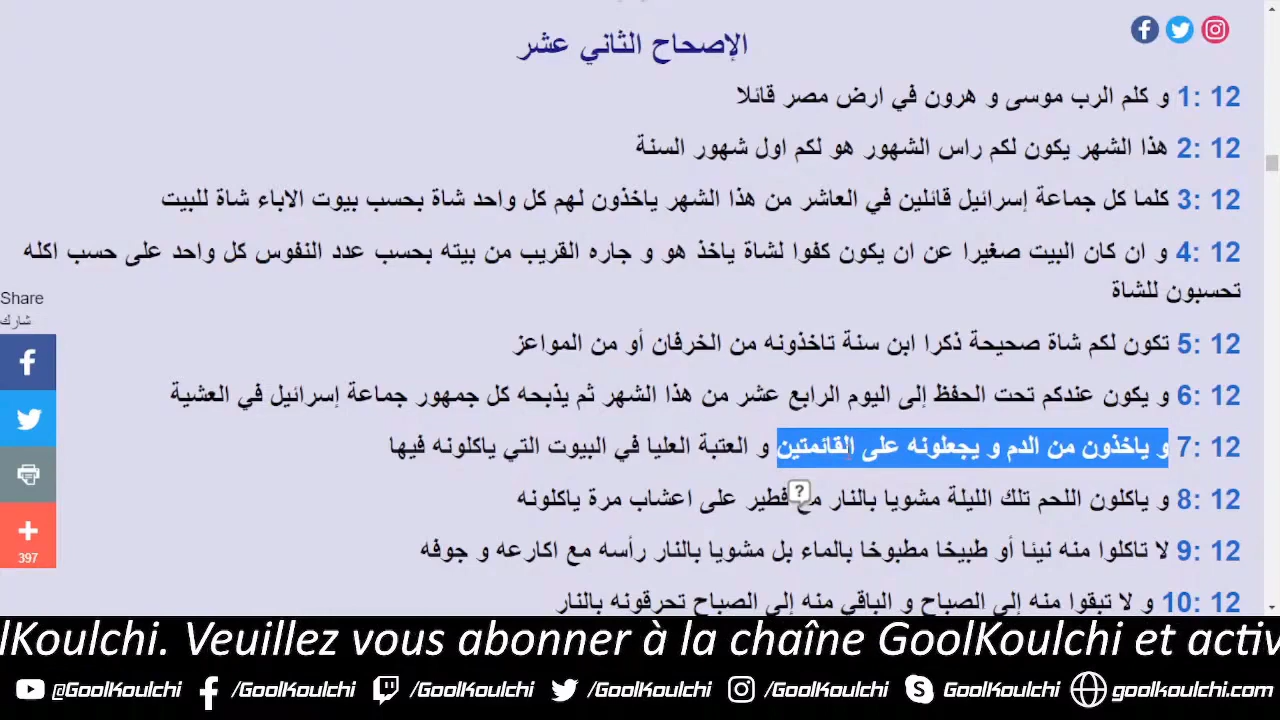 الإصحاح الثاني عشر
12 :1 و كلم الرب موسى و هرون في ارض مصر قائلا
12 :2 هذا الشهر يكون لكم راس الشهور هو لكم اول شهور السنة
12 :3 كلما كل جماعة إسرائيل قائلين في العاشر من هذا الشهر ياخذون لهم كل واحد شاة بحسب بيوت الاباء شاة للبيت
12 :4 و ان كان البيت صغيرا عن ان يكون كفوا لشاة ياخذ هو و جاره القريب من بيته بحسب عدد النفوس كل واحد على حسب اكله
تحسبون للشاة
Share
شارك
12 :5 تكون لكم شاة صحيحة ذكرا ابن سنة تاخذونه من الخرفان أو من المواعز
12 :6 و يكون عندكم تحت الحفظ إلى اليوم الرابع عشر من هذا الشهر ثم يذبحه كل جمهور جماعة إسرائيل في العشية
12 :7 و ياخذون من الدم و يجعلونه على القائمتين و العتبة العليا في البيوت التي ياكلونه فيها
12 :8 و ياكلون اللحم تلك الليلة مشويا بالنار مع فطير على اعشاب مرة ياكلونه
12 :9 لا تاكلوا منه نيئا أو طبيخا مطبوخا بالماء بل مشويا بالنار رأسه مع اكارعه و جوفه
397
12 :10 و لا تبقوا منه إلى الصباح و الباقي منه إلى الصباح تحرقونه بالنار
lKoulchi. Veuillez vous abonner à la chaîne GoolKoulchi et activ
@GoolKoulchi /GoolKoulchi /GoolKoulchi /GoolKoulchi /GoolKoulchi GoolKoulchi goolkoulchi.com